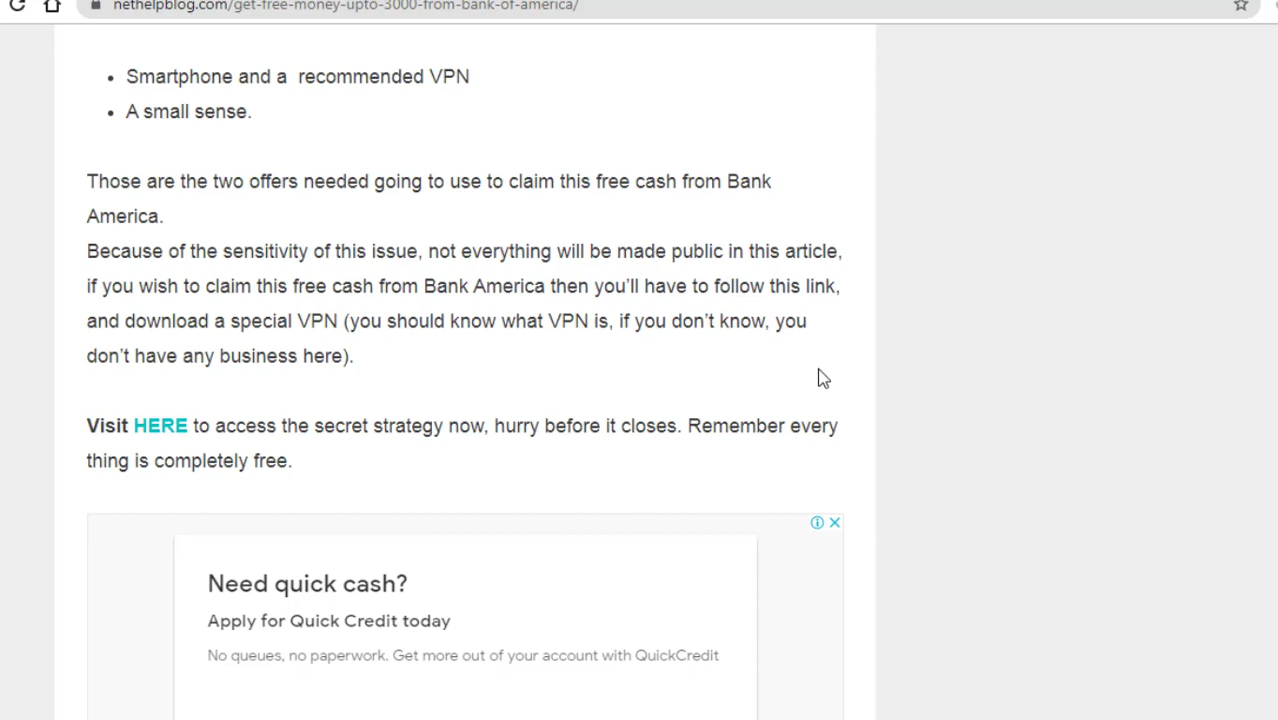 nethelpblog.com/get-free-money-upto-3000-from-bank-of-america/
Smartphone and a recommended VPN
A small sense.
Those are the two offers needed going to use to claim this free cash from Bank
America.
Because of the sensitivity of this issue, not everything will be made public in this article,
if you wish to claim this free cash from Bank America then you’ll have to follow this link,
and download a special VPN (you should know what VPN is, if you don’t know, you
don’t have any business here).
Visit HERE to access the secret strategy now, hurry before it closes. Remember every
thing is completely free.
Need quick cash?
Apply for Quick Credit today
No queues, no paperwork. Get more out of your account with QuickCredit